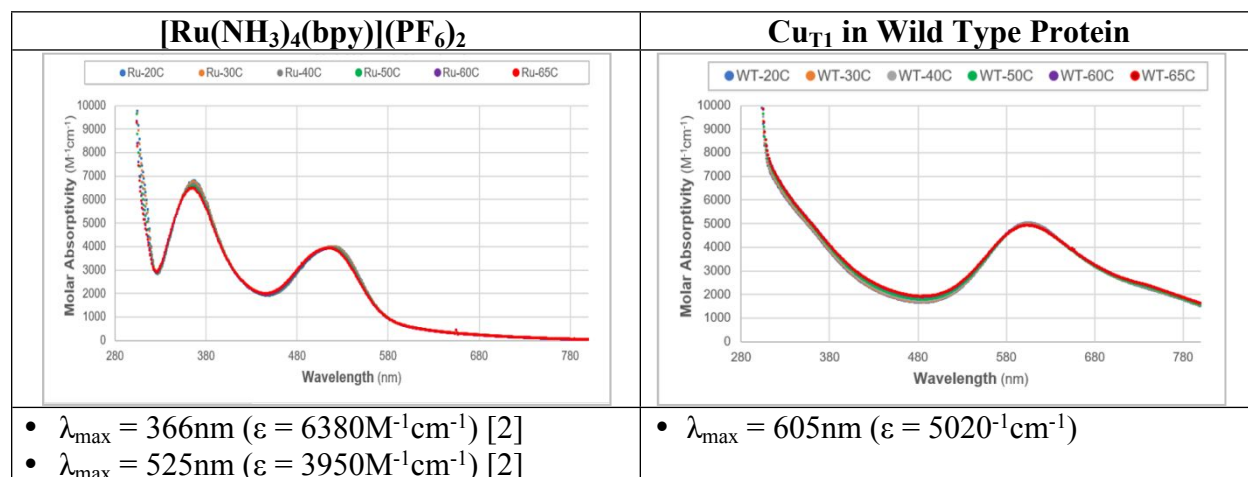 [Ru(NH₃)₄(bpy)](PF₆)₂
Cu_T1 in Wild Type Protein
Ru-20C Ru-30C Ru-40C Ru-50C Ru-60C Ru-65C
10000
9000
8000
7000
6000
5000
4000
3000
2000
1000
0
Molar Absorptivity (M⁻¹cm⁻¹)
280 380 480 580 680 780
Wavelength (nm)
WT-20C WT-30C WT-40C WT-50C WT-60C WT-65C
10000
9000
8000
7000
6000
5000
4000
3000
2000
1000
0
Molar Absorptivity (M⁻¹cm⁻¹)
280 380 480 580 680 780
Wavelength (nm)
• λmax = 366nm (ε = 6380M⁻¹cm⁻¹) [2]
• λmax = 525nm (ε = 3950M⁻¹cm⁻¹) [2]
• λmax = 605nm (ε = 5020⁻¹cm⁻¹)